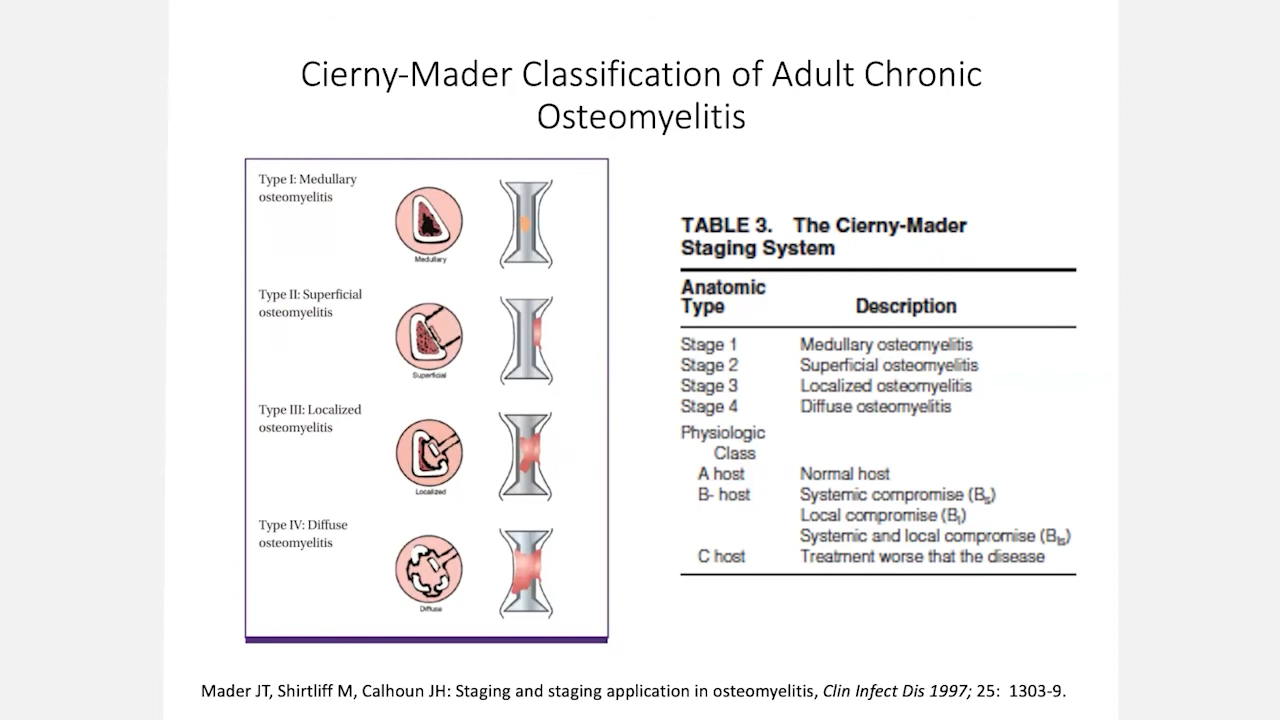 Cierny-Mader Classification of Adult Chronic
Osteomyelitis
Type I: Medullary
osteomyelitis
Medullary
Type II: Superficial
osteomyelitis
Superficial
Type III: Localized
osteomyelitis
Localized
Type IV: Diffuse
osteomyelitis
Diffuse
TABLE 3. The Cierny-Mader
Staging System
Anatomic
Type Description
Stage 1 Medullary osteomyelitis
Stage 2 Superficial osteomyelitis
Stage 3 Localized osteomyelitis
Stage 4 Diffuse osteomyelitis
Physiologic
Class
A host Normal host
B- host Systemic compromise (Bs)
Local compromise (Bl)
Systemic and local compromise (Bls)
C host Treatment worse that the disease
Mader JT, Shirtliff M, Calhoun JH: Staging and staging application in osteomyelitis, Clin Infect Dis 1997; 25: 1303-9.